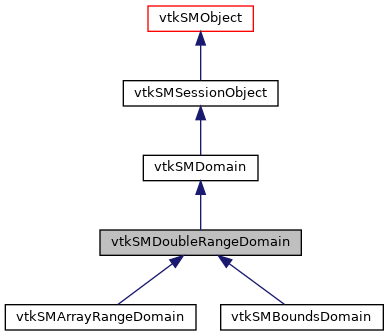 vtkSMObject
vtkSMSessionObject
vtkSMDomain
vtkSMDoubleRangeDomain
vtkSMArrayRangeDomain
vtkSMBoundsDomain